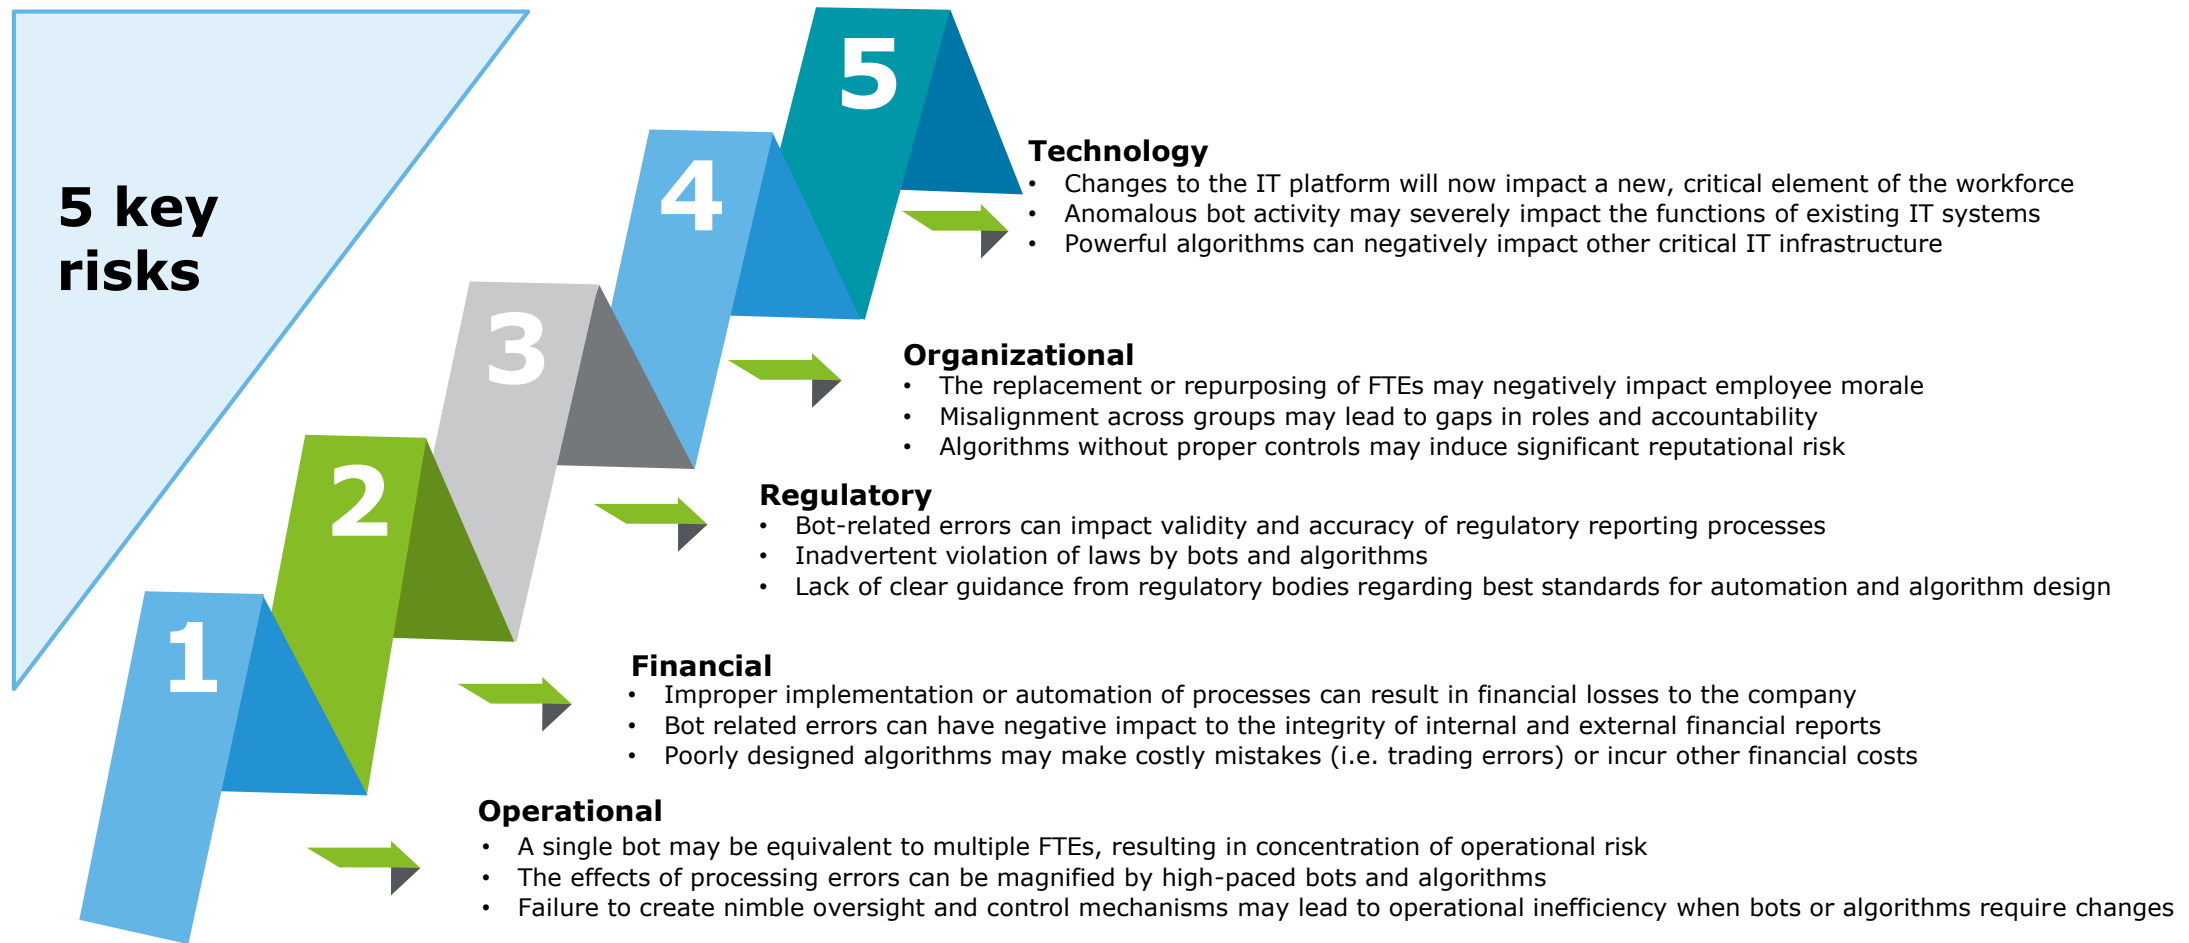 5 key
risks
5
4
3
2
1
Technology
• Changes to the IT platform will now impact a new, critical element of the workforce
• Anomalous bot activity may severely impact the functions of existing IT systems
• Powerful algorithms can negatively impact other critical IT infrastructure
Organizational
• The replacement or repurposing of FTEs may negatively impact employee morale
• Misalignment across groups may lead to gaps in roles and accountability
• Algorithms without proper controls may induce significant reputational risk
Regulatory
• Bot-related errors can impact validity and accuracy of regulatory reporting processes
• Inadvertent violation of laws by bots and algorithms
• Lack of clear guidance from regulatory bodies regarding best standards for automation and algorithm design
Financial
• Improper implementation or automation of processes can result in financial losses to the company
• Bot related errors can have negative impact to the integrity of internal and external financial reports
• Poorly designed algorithms may make costly mistakes (i.e. trading errors) or incur other financial costs
Operational
• A single bot may be equivalent to multiple FTEs, resulting in concentration of operational risk
• The effects of processing errors can be magnified by high-paced bots and algorithms
• Failure to create nimble oversight and control mechanisms may lead to operational inefficiency when bots or algorithms require changes